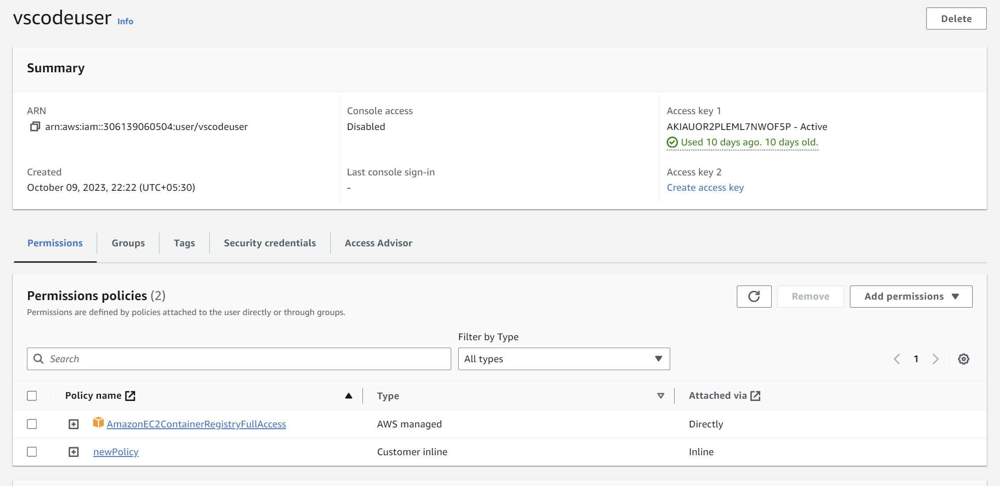 vscodeuser Info
Delete
Summary
ARN
arn:aws:iam::306139060504:user/vscodeuser
Console access
Disabled
Access key 1
AKIAUOR2PLEML7NWOF5P - Active
Used 10 days ago. 10 days old.
Created
October 09, 2023, 22:22 (UTC+05:30)
Last console sign-in
-
Access key 2
Create access key
Permissions
Groups
Tags
Security credentials
Access Advisor
Permissions policies (2)
Permissions are defined by policies attached to the user directly or through groups.
Remove
Add permissions
Filter by Type
Search
All types
1
Policy name
Type
Attached via
AmazonEC2ContainerRegistryFullAccess
AWS managed
Directly
newPolicy
Customer inline
Inline